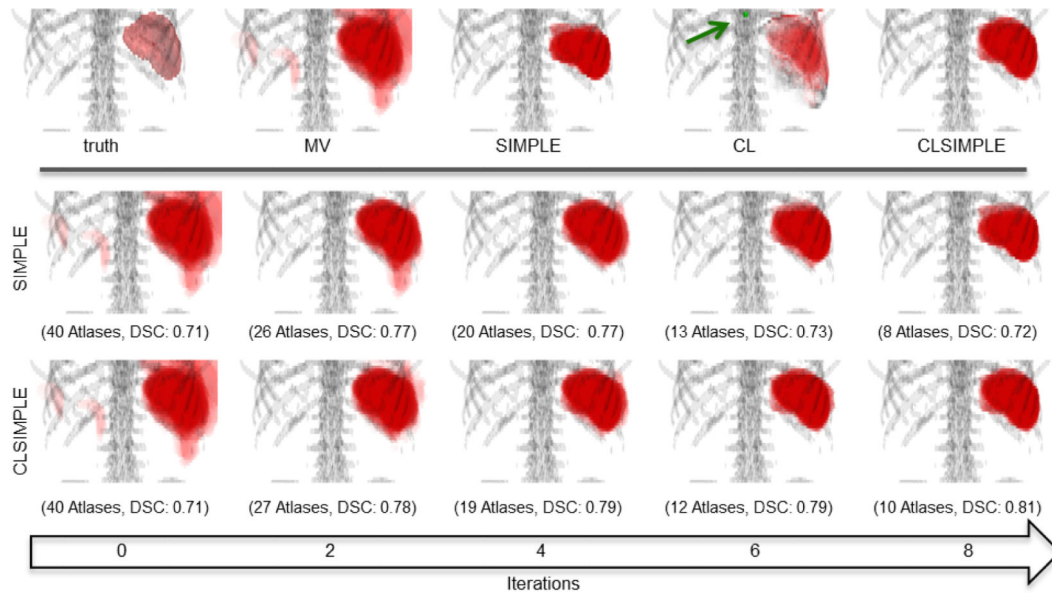 truth MV SIMPLE CL CLSIMPLE
SIMPLE
(40 Atlases, DSC: 0.71) (26 Atlases, DSC: 0.77) (20 Atlases, DSC: 0.77) (13 Atlases, DSC: 0.73) (8 Atlases, DSC: 0.72)
CLSIMPLE
(40 Atlases, DSC: 0.71) (27 Atlases, DSC: 0.78) (19 Atlases, DSC: 0.79) (12 Atlases, DSC: 0.79) (10 Atlases, DSC: 0.81)
0 2 4 6 8
Iterations